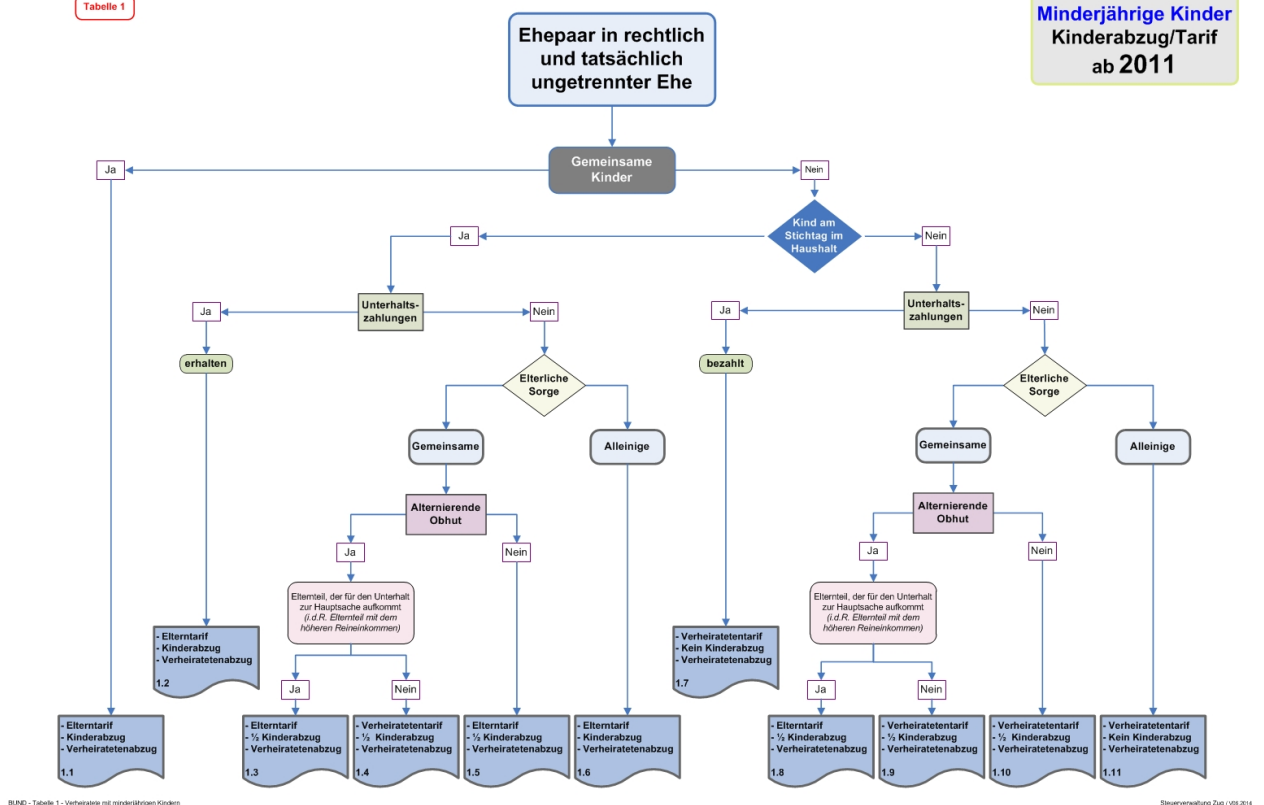 Tabelle 1
Minderjährige Kinder
Kinderabzug/Tarif
ab 2011
Ehepaar in rechtlich
und tatsächlich
ungetrennter Ehe
Gemeinsame
Kinder
Ja
Nein
Kind am
Stichtag im
Haushalt
Ja
Nein
Unterhalts-
zahlungen
Ja
Nein
Unterhalts-
zahlungen
Ja
Nein
erhalten
bezahlt
Elterliche
Sorge
Elterliche
Sorge
Gemeinsame
Alleinige
Gemeinsame
Alleinige
Alternierende
Obhut
Alternierende
Obhut
Ja
Nein
Ja
Nein
Elternteil, der für den Unterhalt
zur Hauptsache aufkommt
(i.d.R. Elternteil mit dem
höheren Reineinkommen)
Elternteil, der für den Unterhalt
zur Hauptsache aufkommt
(i.d.R. Elternteil mit dem
höheren Reineinkommen)
- Elterntarif
- Kinderabzug
- Verheiratetenabzug
1.2
- Verheiratetentarif
- Kein Kinderabzug
- Verheiratetenabzug
1.7
Ja
Nein
Ja
Nein
- Elterntarif
- Kinderabzug
- Verheiratetenabzug
1.1
- Elterntarif
- ½ Kinderabzug
- Verheiratetenabzug
1.3
- Verheiratetentarif
- ½ Kinderabzug
- Verheiratetenabzug
1.4
- Elterntarif
- ½ Kinderabzug
- Verheiratetenabzug
1.5
- Elterntarif
- Kinderabzug
- Verheiratetenabzug
1.6
- Elterntarif
- ½ Kinderabzug
- Verheiratetenabzug
1.8
- Verheiratetentarif
- ½ Kinderabzug
- Verheiratetenabzug
1.9
- Verheiratetentarif
- ½ Kinderabzug
- Verheiratetenabzug
1.10
- Verheiratetentarif
- Kein Kinderabzug
- Verheiratetenabzug
1.11
BUND - Tabelle 1 - Verheiratete mit minderjährigen Kindern
Steuerverwaltung Zug / V05.2014